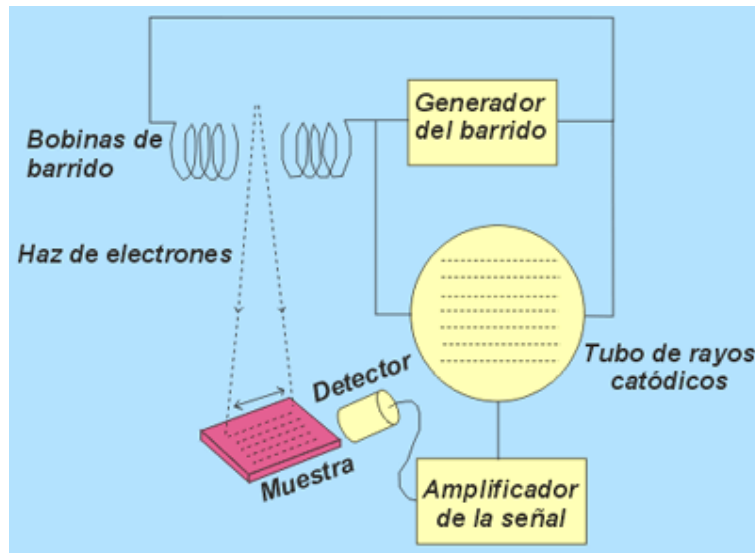 Generador
del barrido
Bobinas de
barrido
Haz de electrones
Tubo de rayos
catódicos
Detector
Muestra
Amplificador
de la señal